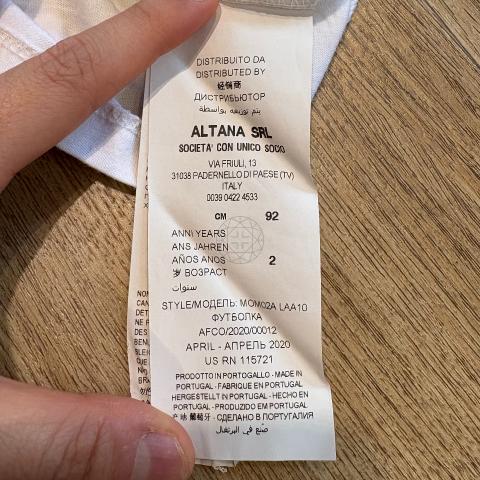 DISTRIBUITO DA
DISTRIBUTED BY
经销商
ДИСТРИБЬЮТОР
يتم توزيعه بواسطة
ALTANA SRL
SOCIETA' CON UNICO SOCIO
VIA FRIULI, 13
31038 PADERNELLO DI PAESE (TV)
ITALY
0039 0422 4533
CM 92
ANNI YEARS
ANS JAHREN
AÑOS ANOS 2
岁 ВОЗРАСТ
سنوات
STYLE/МОДЕЛЬ: MOM02A LAA10
ФУТБОЛКА
AFCO/2020/00012
APRIL - АПРЕЛЬ 2020
US RN 115721
PRODOTTO IN PORTOGALLO - MADE IN
PORTUGAL - FABRIQUE EN PORTUGAL
HERGESTELLT IN PORTUGAL - HECHO EN
PORTUGAL - PRODUZIDO EM PORTUGAL
葡萄牙 - СДЕЛАНО В ПОРТУГАЛИЯ
صنع في البرتغال